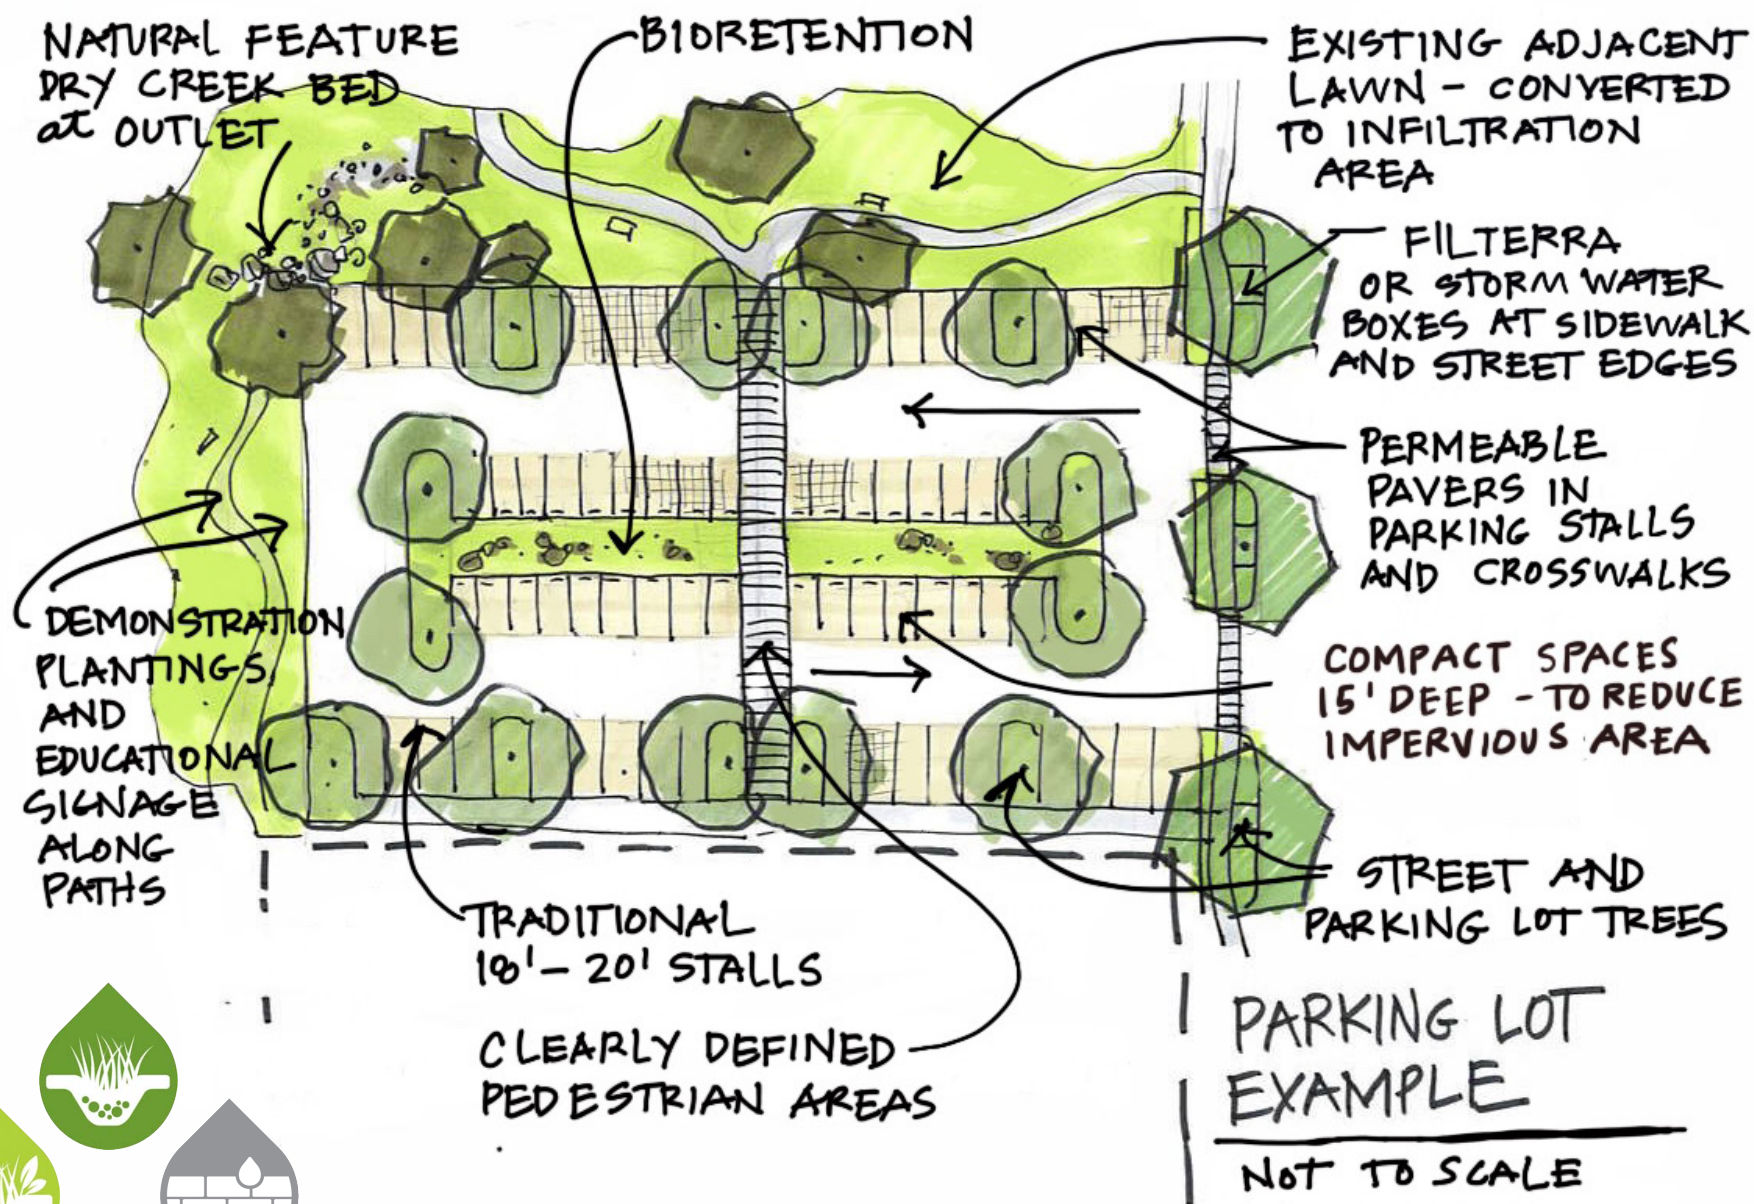 NATURAL FEATURE
DRY CREEK BED
at OUTLET
BIORETENTION
EXISTING ADJACENT
LAWN - CONVERTED
TO INFILTRATION
AREA
FILTERRA
OR STORM WATER
BOXES AT SIDEWALK
AND STREET EDGES
PERMEABLE
PAVERS IN
PARKING STALLS
AND CROSSWALKS
COMPACT SPACES
15' DEEP - TO REDUCE
IMPERVIOUS AREA
STREET AND
PARKING LOT TREES
DEMONSTRATION
PLANTINGS
AND
EDUCATIONAL
SIGNAGE
ALONG
PATHS
TRADITIONAL
18'- 20' STALLS
CLEARLY DEFINED
PEDESTRIAN AREAS
PARKING LOT
EXAMPLE
NOT TO SCALE